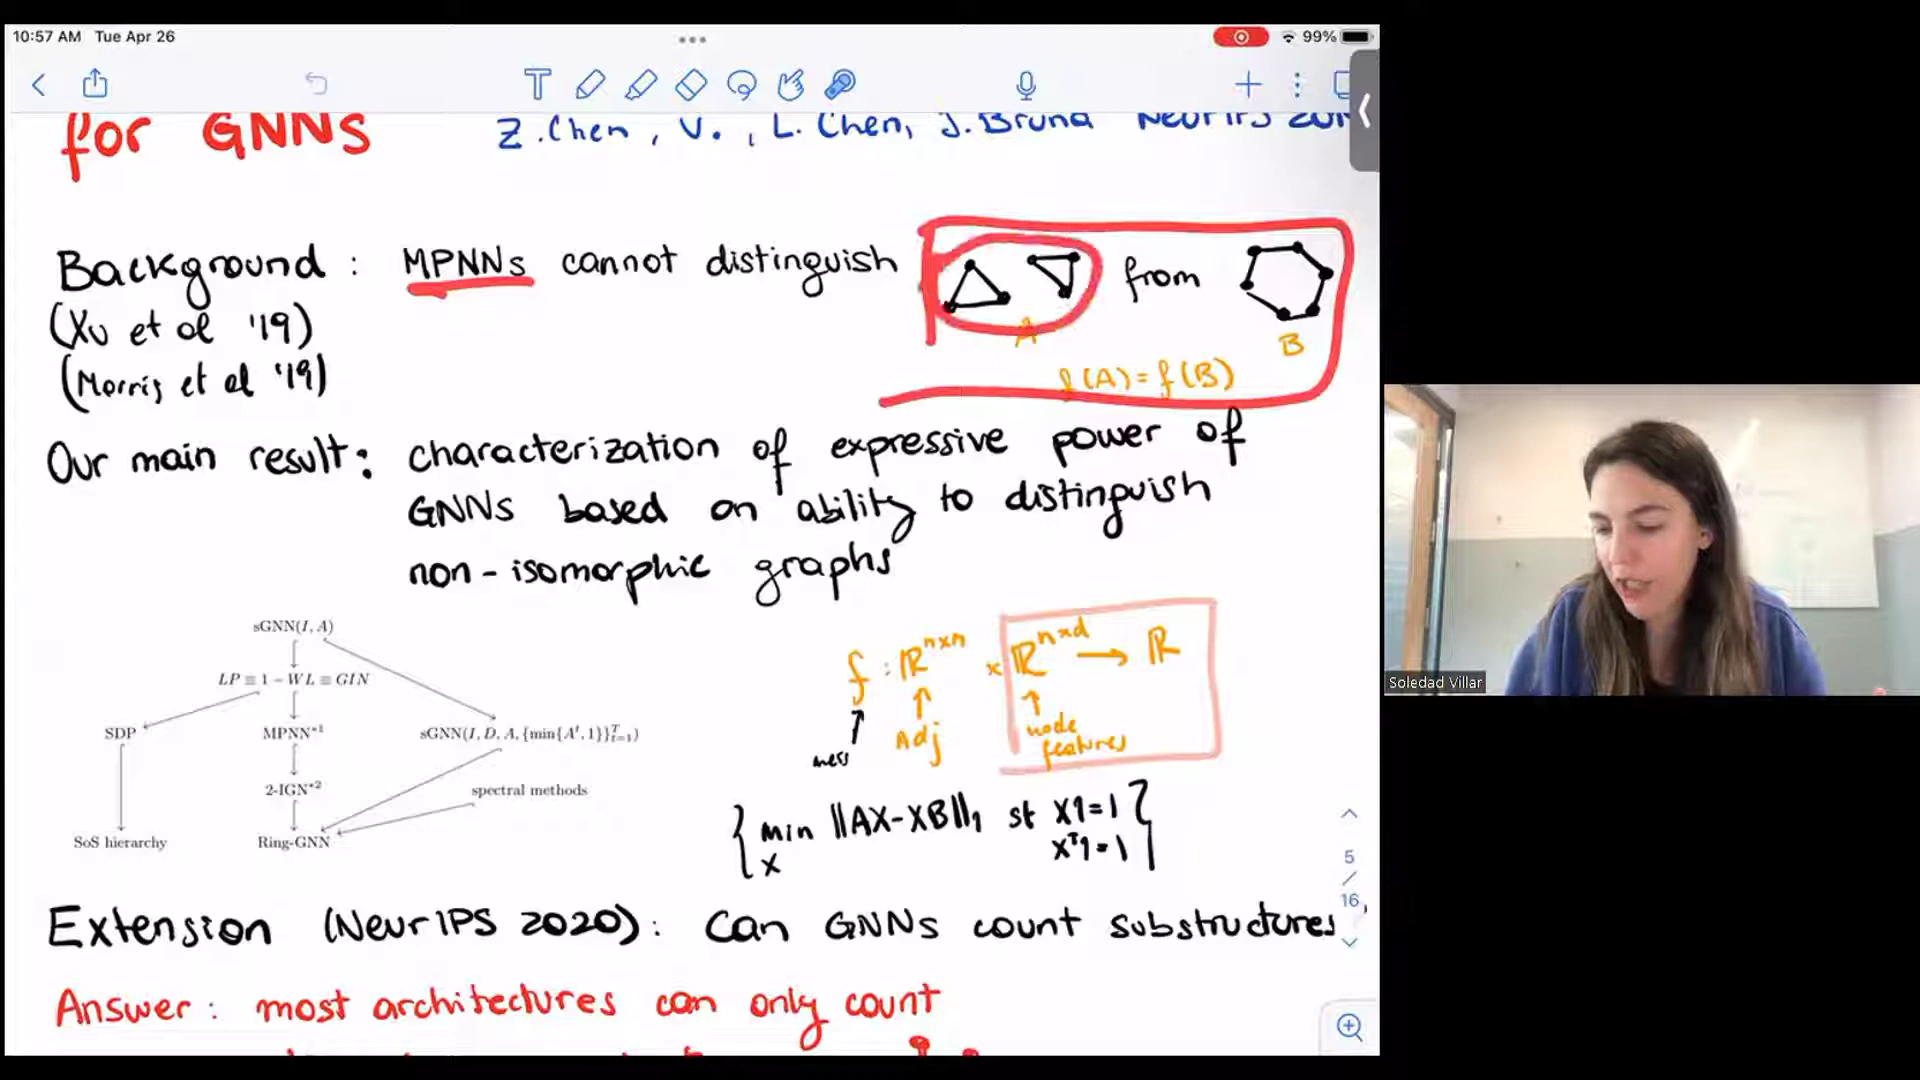 10:57 AM Tue Apr 26
99%
for GNNs Z. Chen, V., L. Chen, J. Bruna NeurIPS
Background: MPNNs cannot distinguish from
(Xu et al '19)
A
B
(Morris et al '19)
f(A)=f(B)
Our main result: characterization of expressive power of
GNNs based on ability to distinguish
non-isomorphic graphs
sGNN(I, A)
LP ≡ 1 − WL ≡ GIN
SDP
MPNN*1
sGNN(I, D, A, {min{A^t, 1}}_{t=1}^T)
2-IGN*2
spectral methods
SoS hierarchy
Ring-GNN
f : ℝ^{n×n} × ℝ^{n×d} → ℝ
Adj
node
features
{ min ‖AX-XB‖₁ st X1=1 }
X
X^T1=1
5
/
16
Extension (NeurIPS 2020): Can GNNs count substructures
Answer: most architectures can only count
Soledad Villar